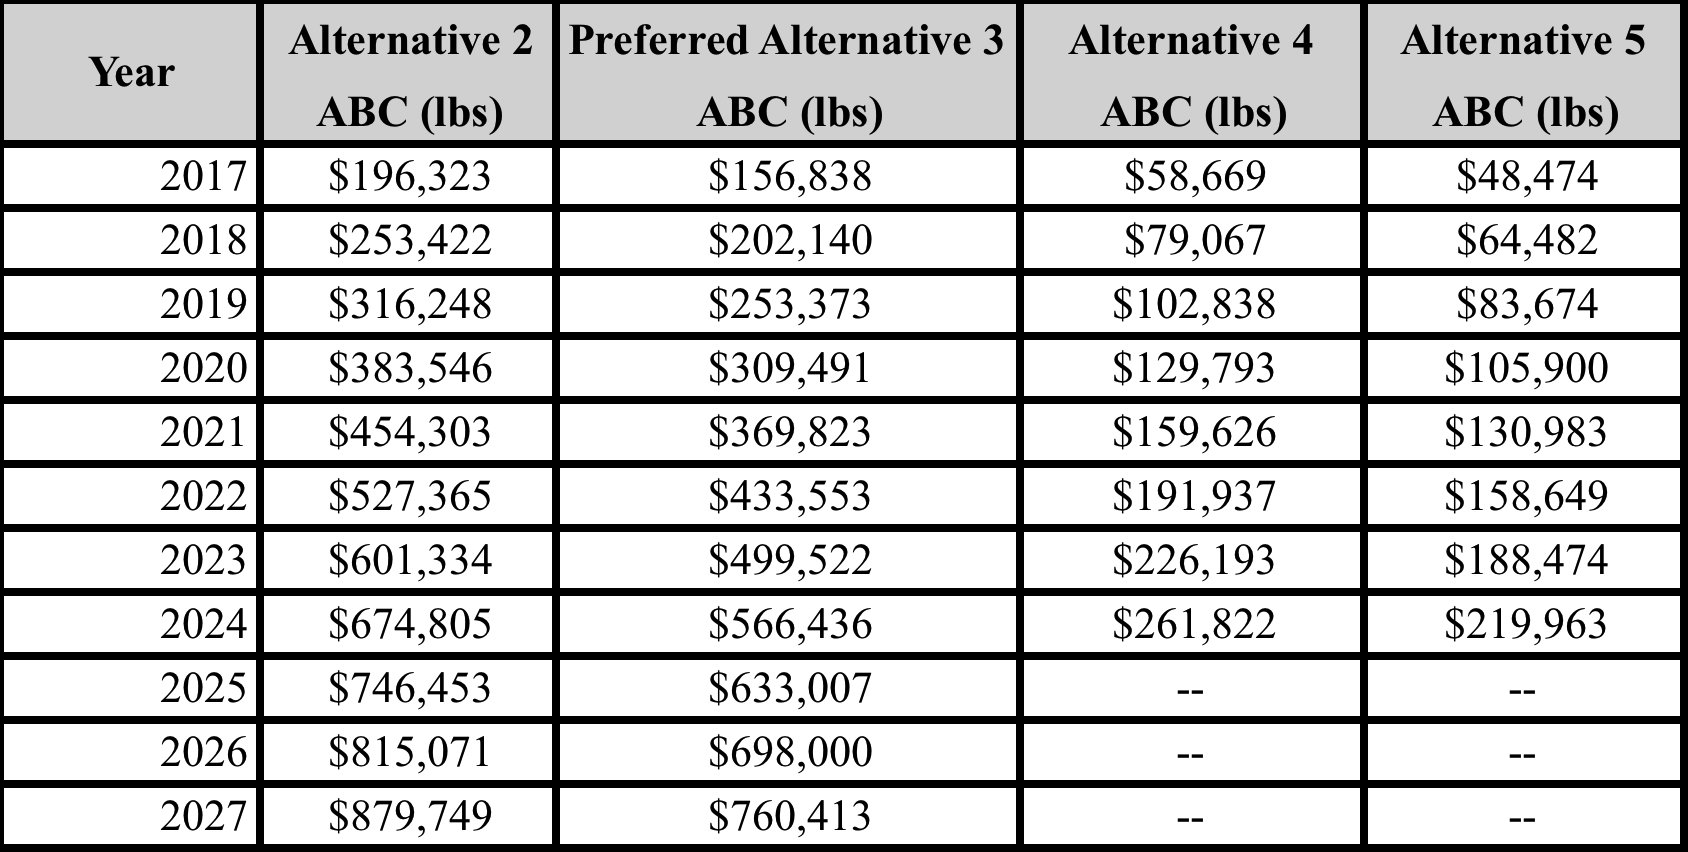 Year Alternative 2 Preferred Alternative 3 Alternative 4 Alternative 5
ABC (lbs) ABC (lbs) ABC (lbs) ABC (lbs)
2017 $196,323 $156,838 $58,669 $48,474
2018 $253,422 $202,140 $79,067 $64,482
2019 $316,248 $253,373 $102,838 $83,674
2020 $383,546 $309,491 $129,793 $105,900
2021 $454,303 $369,823 $159,626 $130,983
2022 $527,365 $433,553 $191,937 $158,649
2023 $601,334 $499,522 $226,193 $188,474
2024 $674,805 $566,436 $261,822 $219,963
2025 $746,453 $633,007 -- --
2026 $815,071 $698,000 -- --
2027 $879,749 $760,413 -- --